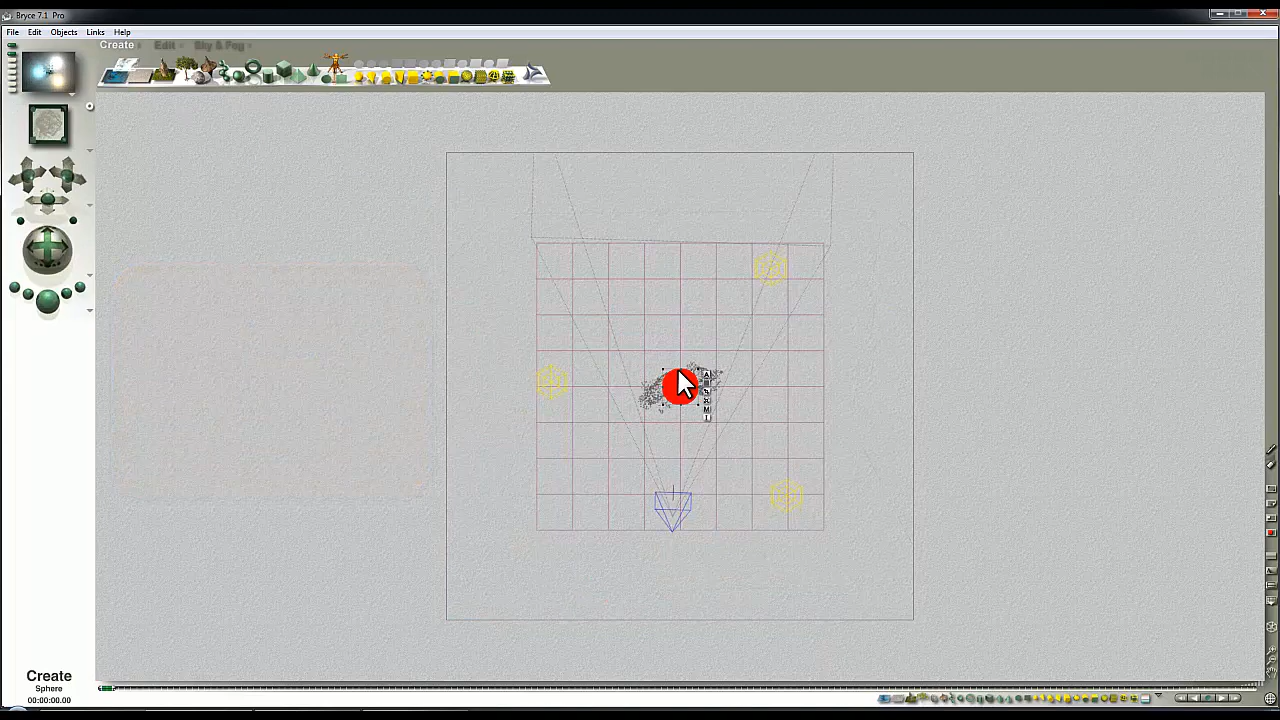 Bryce 7.1 Pro
File Edit Objects Links Help
Create Edit Sky & Fog
A
M
Create
Sphere
00:00:00.00